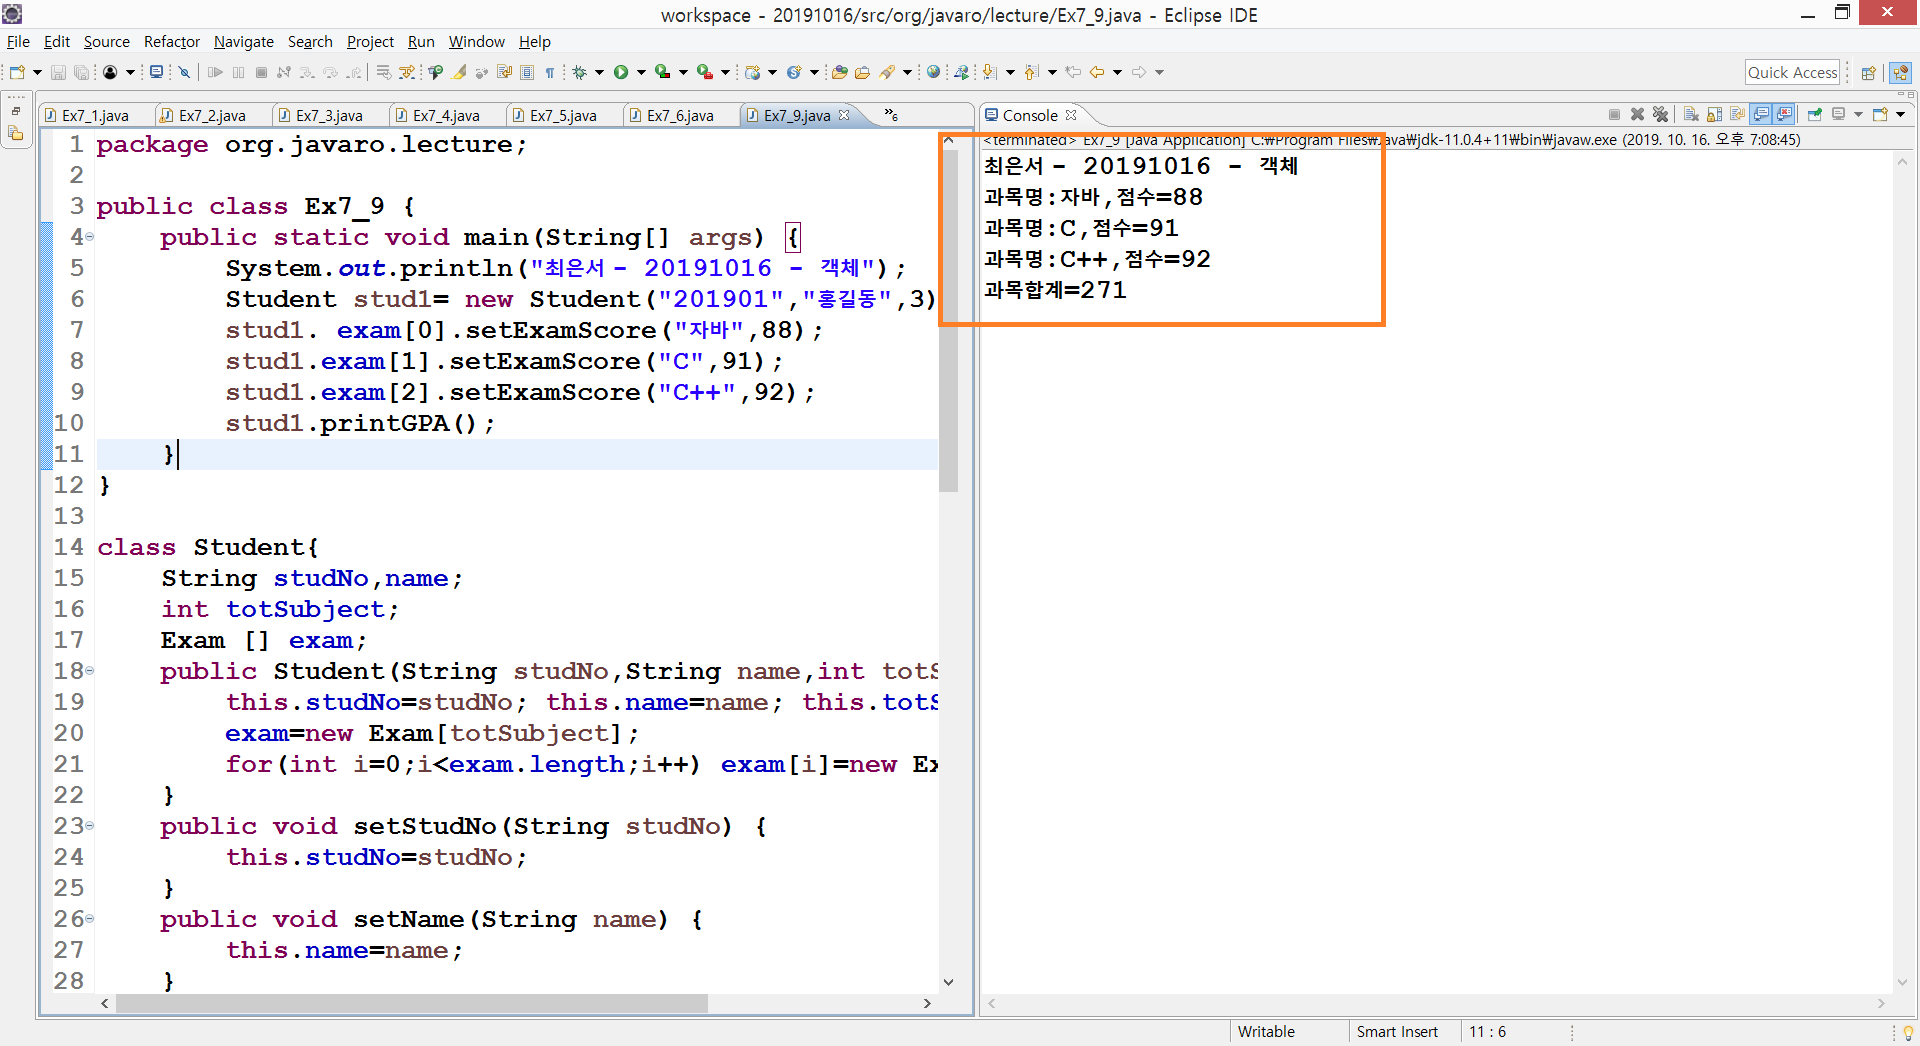 workspace - 20191016/src/org/javaro/lecture/Ex7_9.java - Eclipse IDE
File Edit Source Refactor Navigate Search Project Run Window Help
Quick Access
Ex7_1.java Ex7_2.java Ex7_3.java Ex7_4.java Ex7_5.java Ex7_6.java Ex7_9.java »6
1 package org.javaro.lecture;
2
3 public class Ex7_9 {
4 public static void main(String[] args) {
5 System.out.println("최은서 - 20191016 - 객체");
6 Student stud1= new Student("201901","홍길동",3)
7 stud1. exam[0].setExamScore("자바",88);
8 stud1.exam[1].setExamScore("C",91);
9 stud1.exam[2].setExamScore("C++",92);
10 stud1.printGPA();
11 }
12 }
13
14 class Student{
15 String studNo,name;
16 int totSubject;
17 Exam [] exam;
18 public Student(String studNo,String name,int totS
19 this.studNo=studNo; this.name=name; this.totS
20 exam=new Exam[totSubject];
21 for(int i=0;i<exam.length;i++) exam[i]=new Ex
22 }
23 public void setStudNo(String studNo) {
24 this.studNo=studNo;
25 }
26 public void setName(String name) {
27 this.name=name;
28 }
Console
<terminated> Ex7_9 [Java Application] C:₩Program Files₩Java₩jdk-11.0.4+11₩bin₩javaw.exe (2019. 10. 16. 오후 7:08:45)
최은서 - 20191016 - 객체
과목명:자바,점수=88
과목명:C,점수=91
과목명:C++,점수=92
과목합계=271
Writable Smart Insert 11 : 6